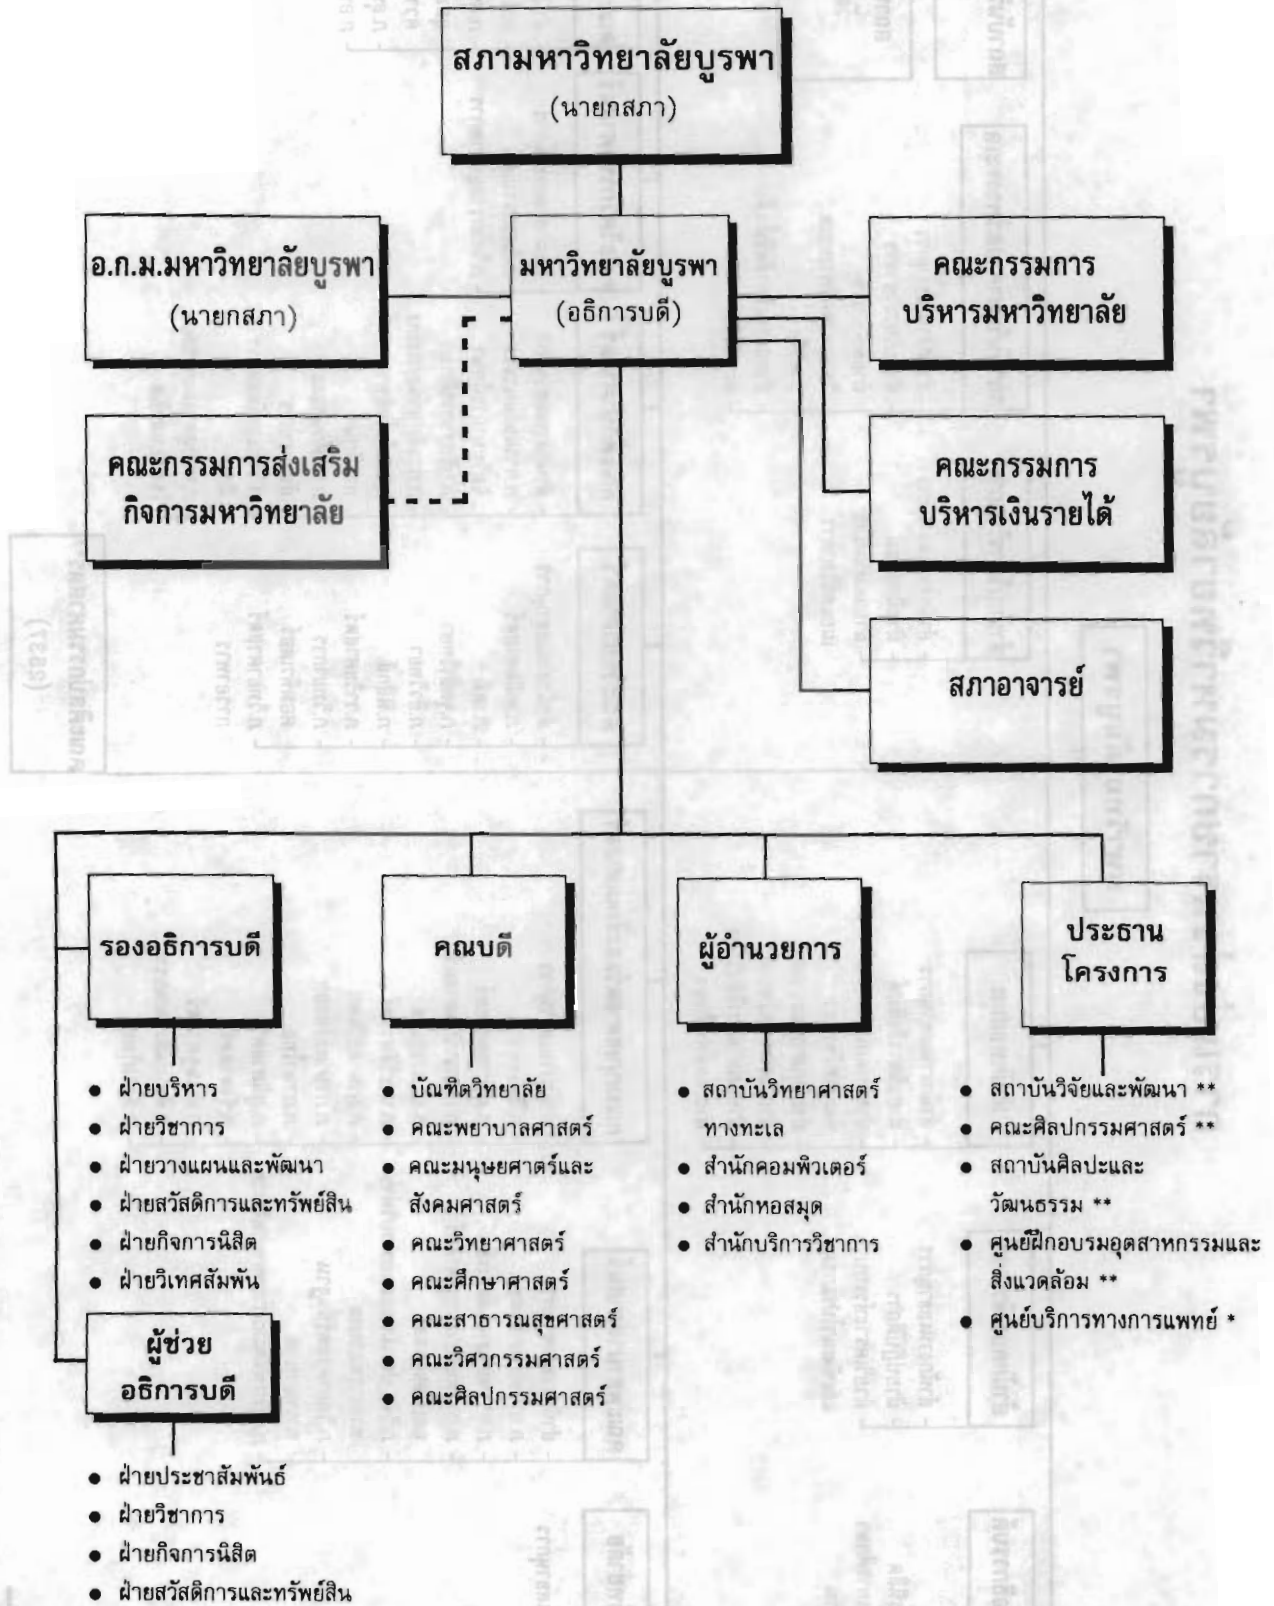 สภามหาวิทยาลัยบูรพา
(นายกสภา)
อ.ก.ม.มหาวิทยาลัยบูรพา
(นายกสภา)
มหาวิทยาลัยบูรพา
(อธิการบดี)
คณะกรรมการ
บริหารมหาวิทยาลัย
คณะกรรมการส่งเสริม
กิจการมหาวิทยาลัย
คณะกรรมการ
บริหารเงินรายได้
สภาอาจารย์
รองอธิการบดี
● ฝ่ายบริหาร
● ฝ่ายวิชาการ
● ฝ่ายวางแผนและพัฒนา
● ฝ่ายสวัสดิการและทรัพย์สิน
● ฝ่ายกิจการนิสิต
● ฝ่ายวิเทศสัมพัน
ผู้ช่วย
อธิการบดี
● ฝ่ายประชาสัมพันธ์
● ฝ่ายวิชาการ
● ฝ่ายกิจการนิสิต
● ฝ่ายสวัสดิการและทรัพย์สิน
คณบดี
● บัณฑิตวิทยาลัย
● คณะพยาบาลศาสตร์
● คณะมนุษยศาตร์และ
สังคมศาสตร์
● คณะวิทยาศาสตร์
● คณะศึกษาศาสตร์
● คณะสาธารณสุขศาสตร์
● คณะวิศวกรรมศาสตร์
● คณะศิลปกรรมศาสตร์
ผู้อำนวยการ
● สถาบันวิทยาศาสตร์
ทางทะเล
● สำนักคอมพิวเตอร์
● สำนักหอสมุด
● สำนักบริการวิชาการ
ประธาน
โครงการ
● สถาบันวิจัยและพัฒนา **
● คณะศิลปกรรมศาสตร์ **
● สถาบันศิลปะและ
วัฒนธรรม **
● ศูนย์ฝึกอบรมอุตสาหกรรมและ
สิ่งแวดล้อม **
● ศูนย์บริการทางการแพทย์ *